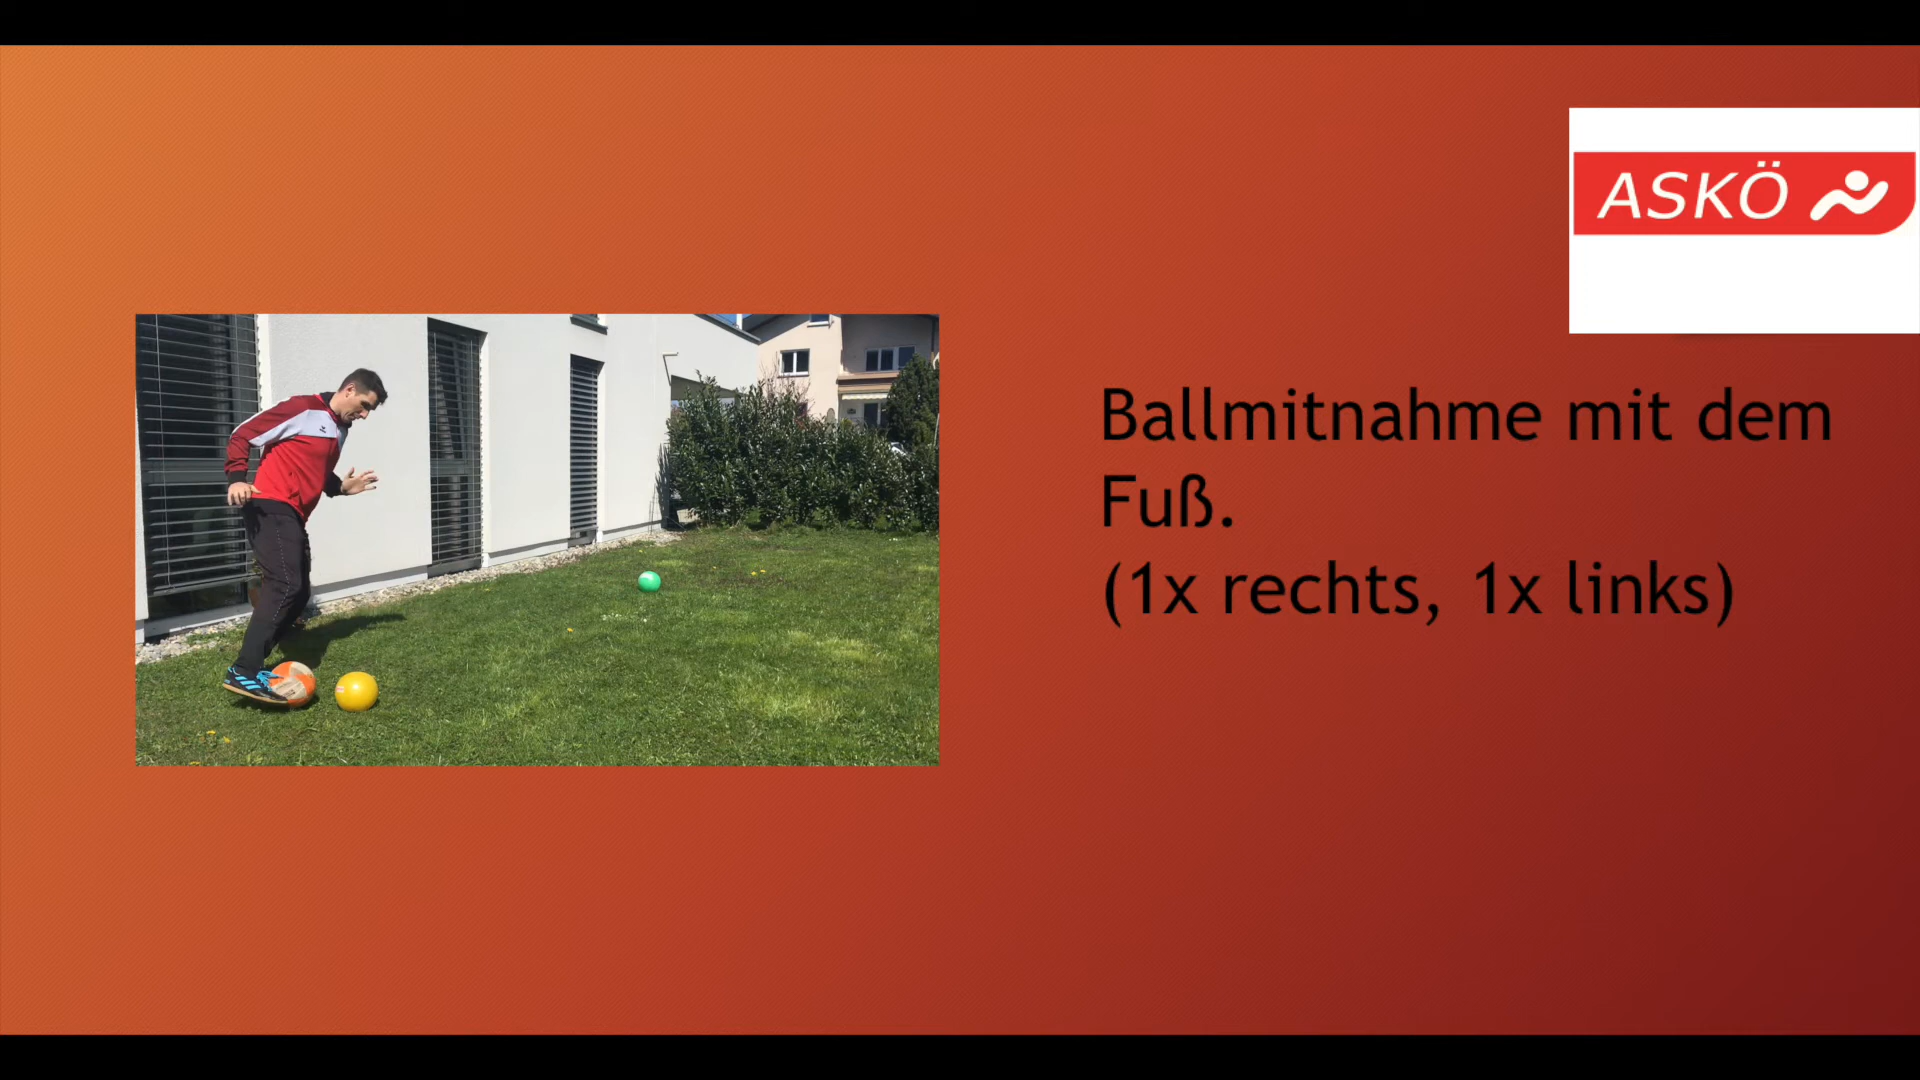 ASKÖ
Ballmitnahme mit dem
Fuß.
(1x rechts, 1x links)